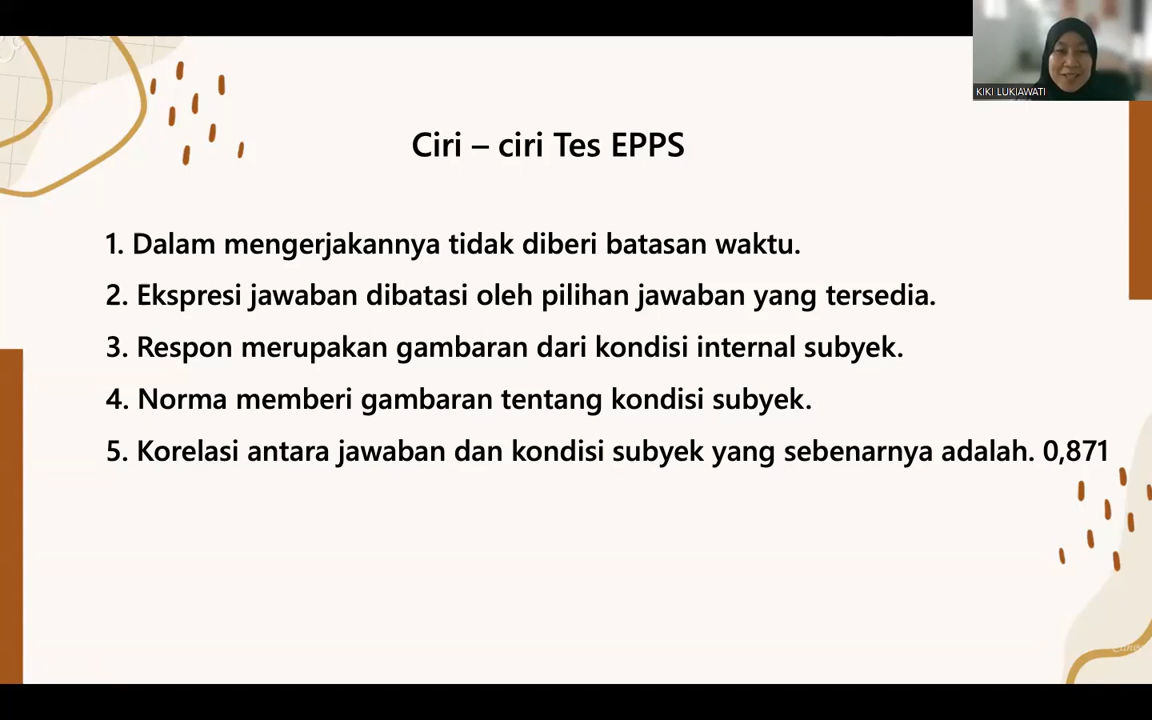 KIKI LUKIAWATI
Ciri – ciri Tes EPPS
1. Dalam mengerjakannya tidak diberi batasan waktu.
2. Ekspresi jawaban dibatasi oleh pilihan jawaban yang tersedia.
3. Respon merupakan gambaran dari kondisi internal subyek.
4. Norma memberi gambaran tentang kondisi subyek.
5. Korelasi antara jawaban dan kondisi subyek yang sebenarnya adalah. 0,871